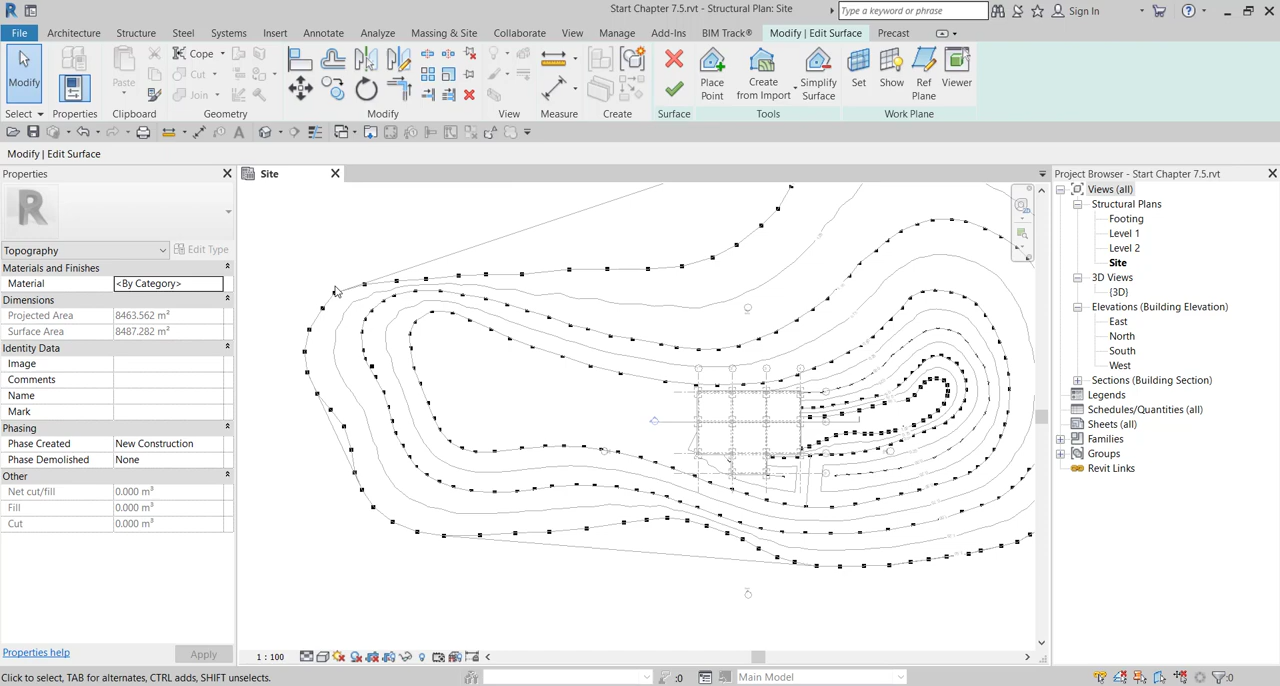 Start Chapter 7.5.rvt - Structural Plan: Site
Type a keyword or phrase
Sign In
File Architecture Structure Steel Systems Insert Annotate Analyze Massing & Site Collaborate View Manage Add-Ins BIM Track® Modify | Edit Surface Precast
Modify
Paste
Cope
Cut
Join
Place Point
Create from Import
Simplify Surface
Set
Show
Ref Plane
Viewer
Select Properties Clipboard Geometry Modify View Measure Create Surface Tools Work Plane
Modify | Edit Surface
Properties
Site
Project Browser - Start Chapter 7.5.rvt
Topography
Edit Type
Materials and Finishes
Material <By Category>
Dimensions
Projected Area 8463.562 m²
Surface Area 8487.282 m²
Identity Data
Image
Comments
Name
Mark
Phasing
Phase Created New Construction
Phase Demolished None
Other
Net cut/fill 0.000 m³
Fill 0.000 m³
Cut 0.000 m³
Properties help
Apply
Views (all)
Structural Plans
Footing
Level 1
Level 2
Site
3D Views
{3D}
Elevations (Building Elevation)
East
North
South
West
Sections (Building Section)
Legends
Schedules/Quantities (all)
Sheets (all)
Families
Groups
Revit Links
1 : 100
Click to select, TAB for alternates, CTRL adds, SHIFT unselects.
:0
Main Model
:0